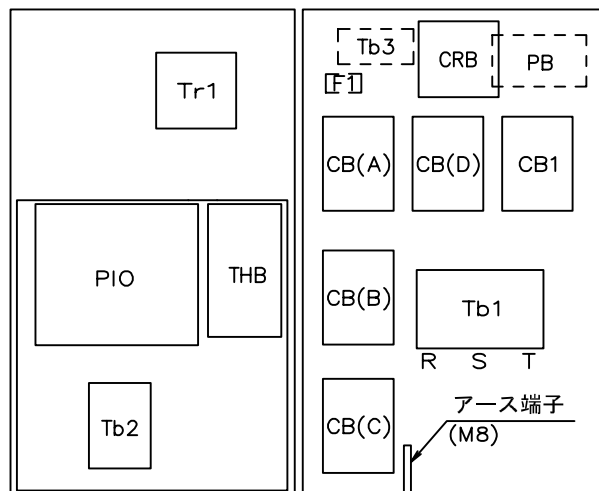 Tr1
PIO
THB
Tb2
Tb3
CRB
PB
F1
CB(A)
CB(D)
CB1
CB(B)
Tb1
R S T
CB(C)
アース端子
(M8)